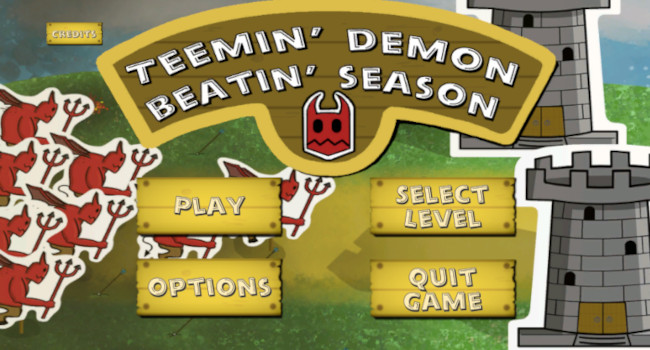 CREDITS
TEEMIN' DEMON
BEATIN' SEASON
PLAY
SELECT
LEVEL
OPTIONS
QUIT
GAME